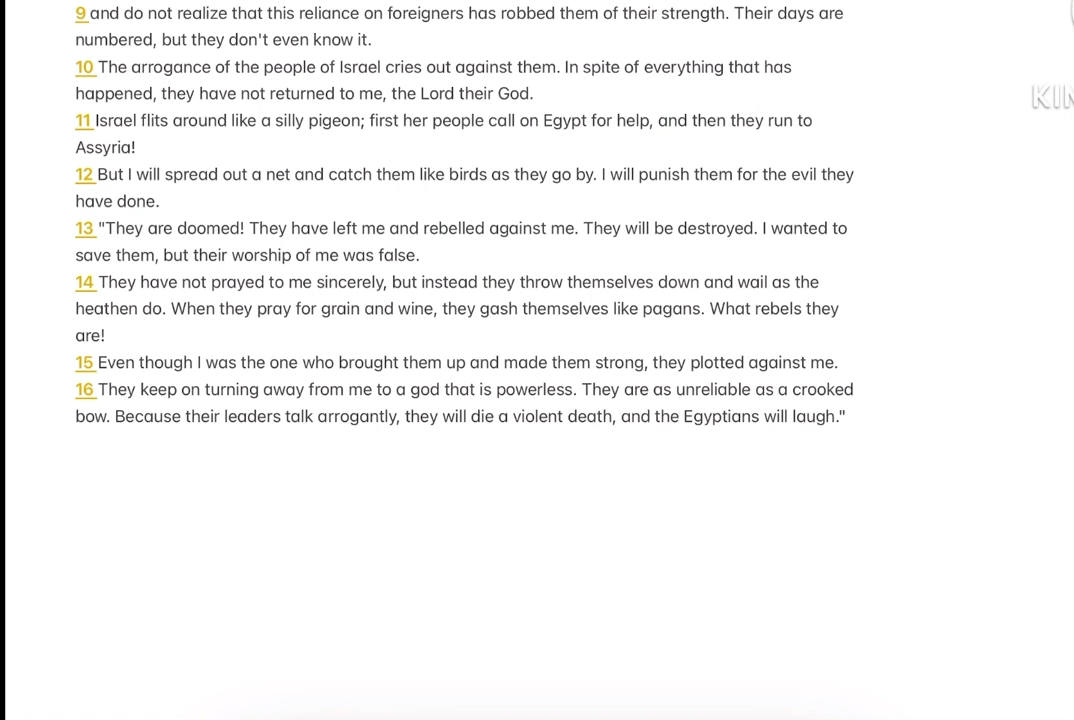 9 and do not realize that this reliance on foreigners has robbed them of their strength. Their days are
numbered, but they don't even know it.
10 The arrogance of the people of Israel cries out against them. In spite of everything that has
happened, they have not returned to me, the Lord their God.
11 Israel flits around like a silly pigeon; first her people call on Egypt for help, and then they run to
Assyria!
12 But I will spread out a net and catch them like birds as they go by. I will punish them for the evil they
have done.
13 "They are doomed! They have left me and rebelled against me. They will be destroyed. I wanted to
save them, but their worship of me was false.
14 They have not prayed to me sincerely, but instead they throw themselves down and wail as the
heathen do. When they pray for grain and wine, they gash themselves like pagans. What rebels they
are!
15 Even though I was the one who brought them up and made them strong, they plotted against me.
16 They keep on turning away from me to a god that is powerless. They are as unreliable as a crooked
bow. Because their leaders talk arrogantly, they will die a violent death, and the Egyptians will laugh."